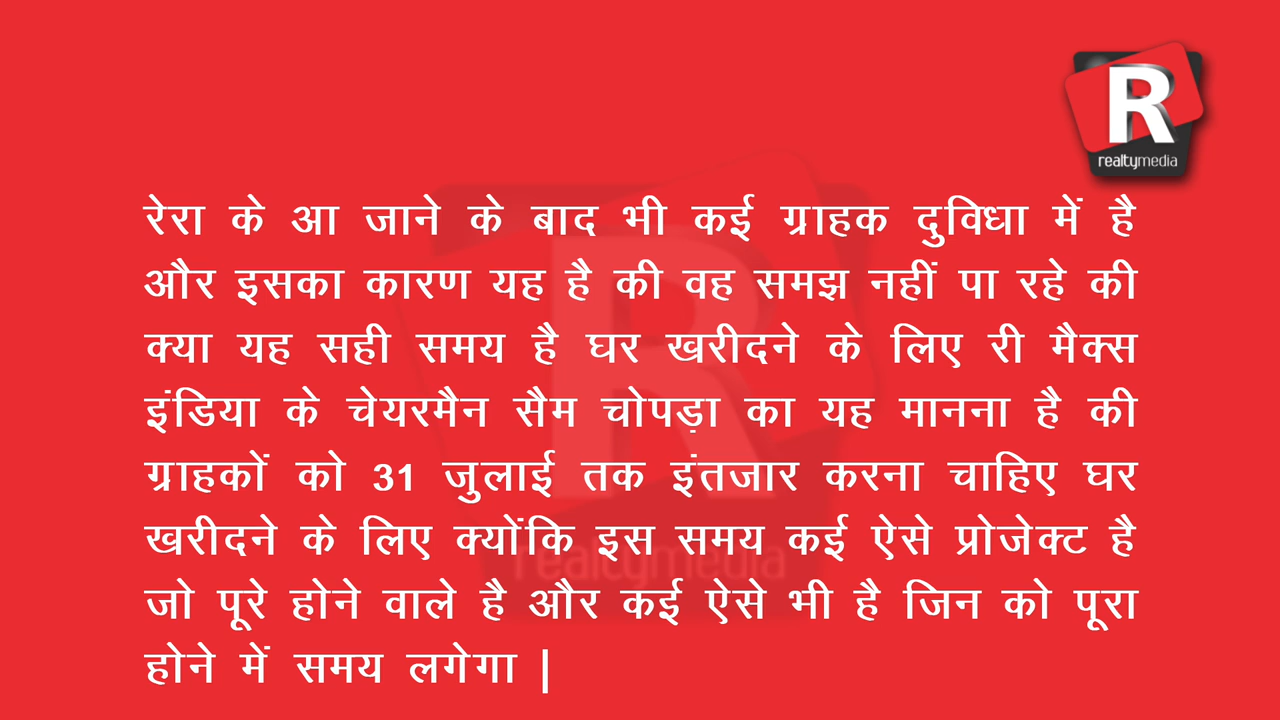 R
realtymedia
रेरा के आ जाने के बाद भी कई ग्राहक दुविधा में है
और इसका कारण यह है की वह समझ नहीं पा रहे की
क्या यह सही समय है घर खरीदने के लिए री मैक्स
इंडिया के चेयरमैन सैम चोपड़ा का यह मानना है की
ग्राहकों को 31 जुलाई तक इंतजार करना चाहिए घर
खरीदने के लिए क्योंकि इस समय कई ऐसे प्रोजेक्ट है
जो पूरे होने वाले है और कई ऐसे भी है जिन को पूरा
होने में समय लगेगा |
R
realtymedia